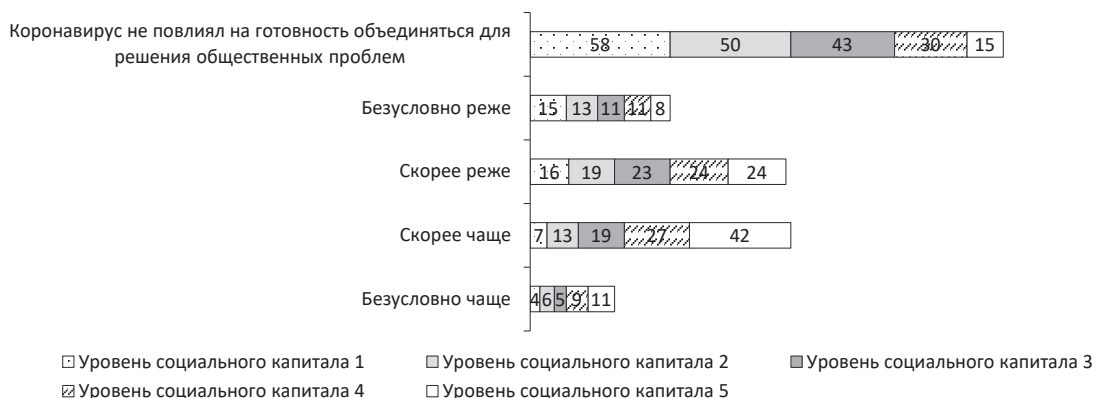 Коронавирус не повлиял на готовность объединяться для
решения общественных проблем
58 50 43 30 15
Безусловно реже
15 13 11 11 8
Скорее реже
16 19 23 24 24
Скорее чаще
7 13 19 27 42
Безусловно чаще
4 6 5 9 11
Уровень социального капитала 1 Уровень социального капитала 2 Уровень социального капитала 3
Уровень социального капитала 4 Уровень социального капитала 5